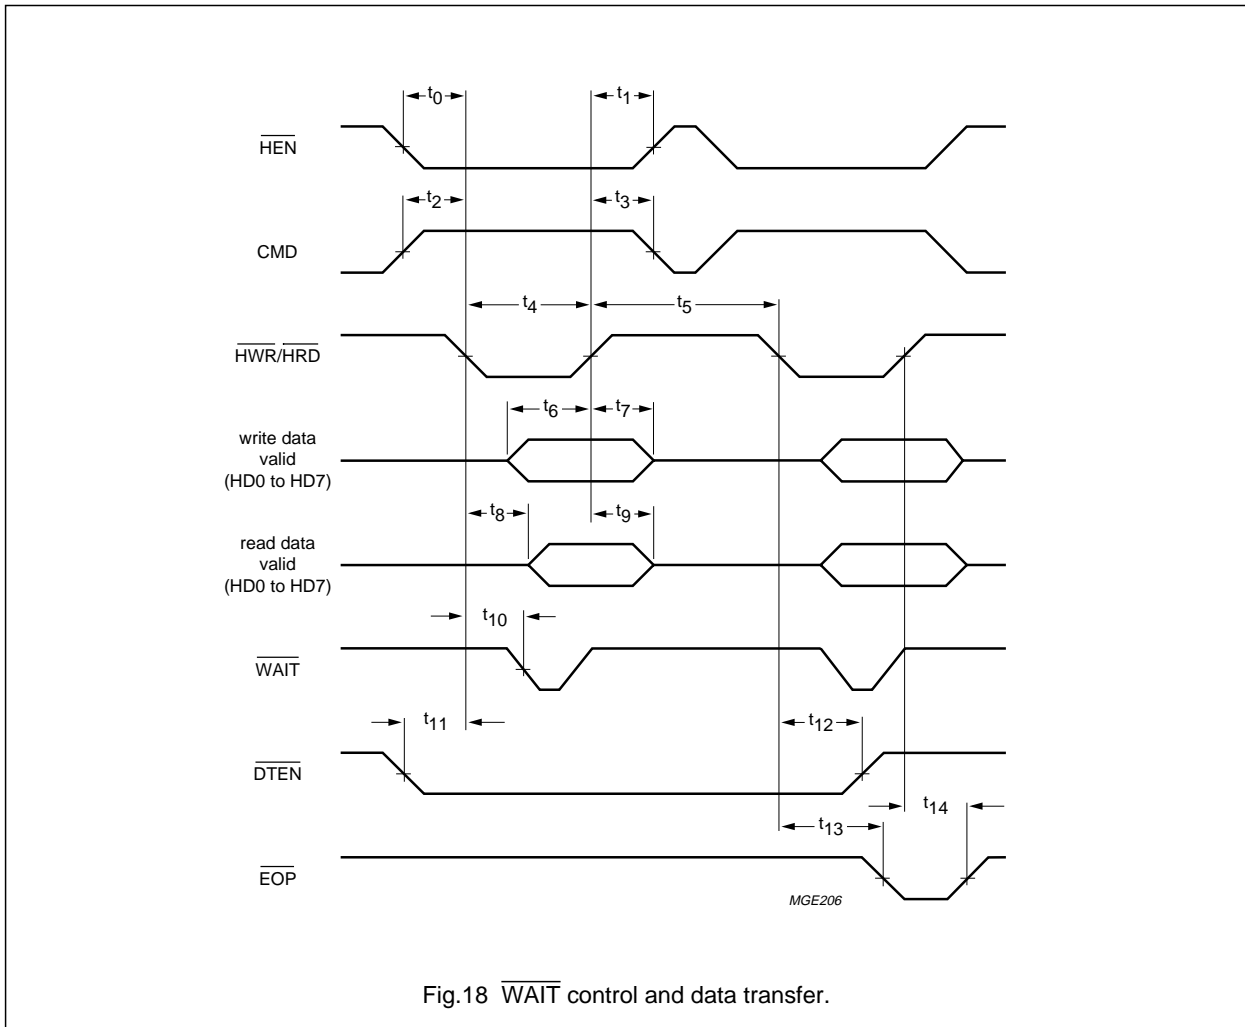 t0
t1
HEN
t2
t3
CMD
t4
t5
HWR/HRD
t6
t7
write data
valid
(HD0 to HD7)
t8
t9
read data
valid
(HD0 to HD7)
t10
WAIT
t11
t12
DTEN
t14
t13
EOP
MGE206
Fig.18 WAIT control and data transfer.